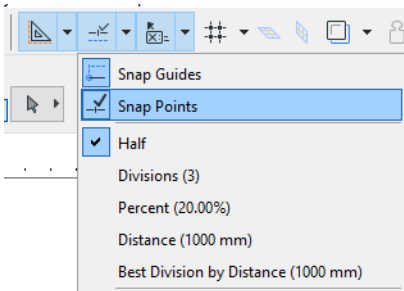 Snap Guides
Snap Points
Half
Divisions (3)
Percent (20.00%)
Distance (1000 mm)
Best Division by Distance (1000 mm)